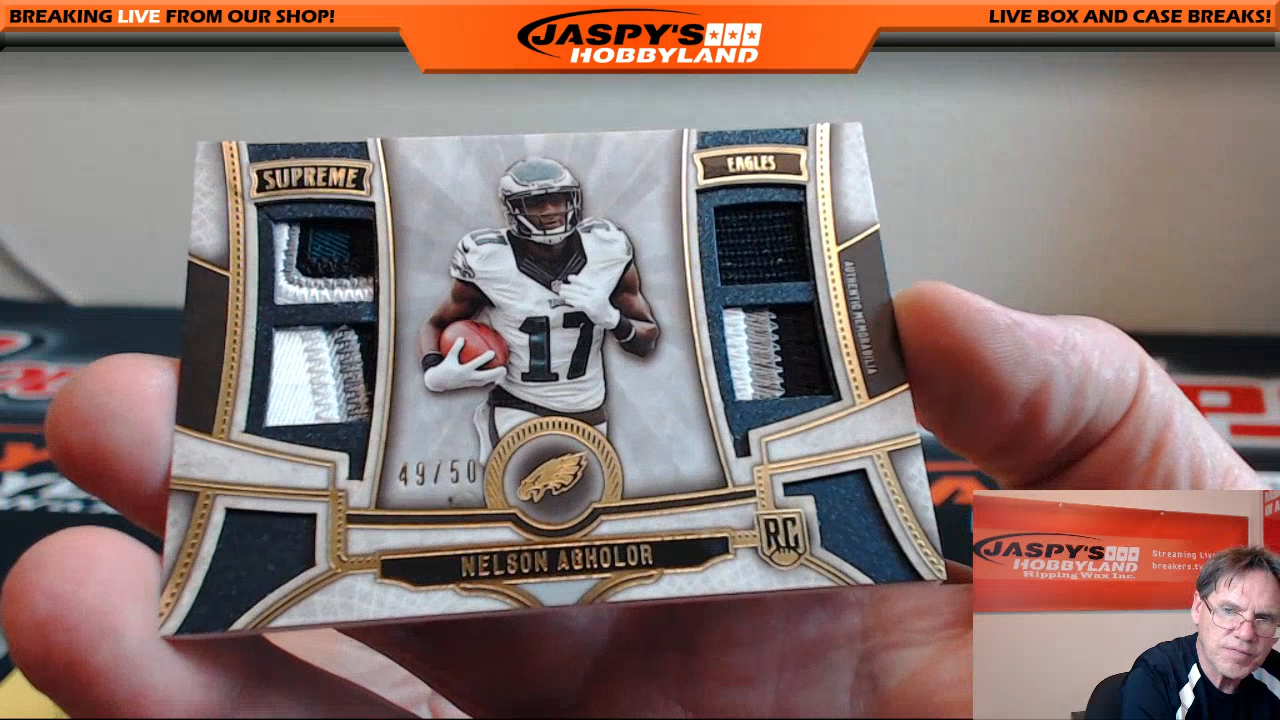 BREAKING LIVE FROM OUR SHOP!
JASPY'S
HOBBYLAND
LIVE BOX AND CASE BREAKS!
SUPREME
EAGLES
AUTHENTIC MEMORABILIA
17
17
49/50
RC
NELSON AGHOLOR
JASPY'S
HOBBYLAND
Ripping Wax Inc.
Streaming Live
breakers.tv